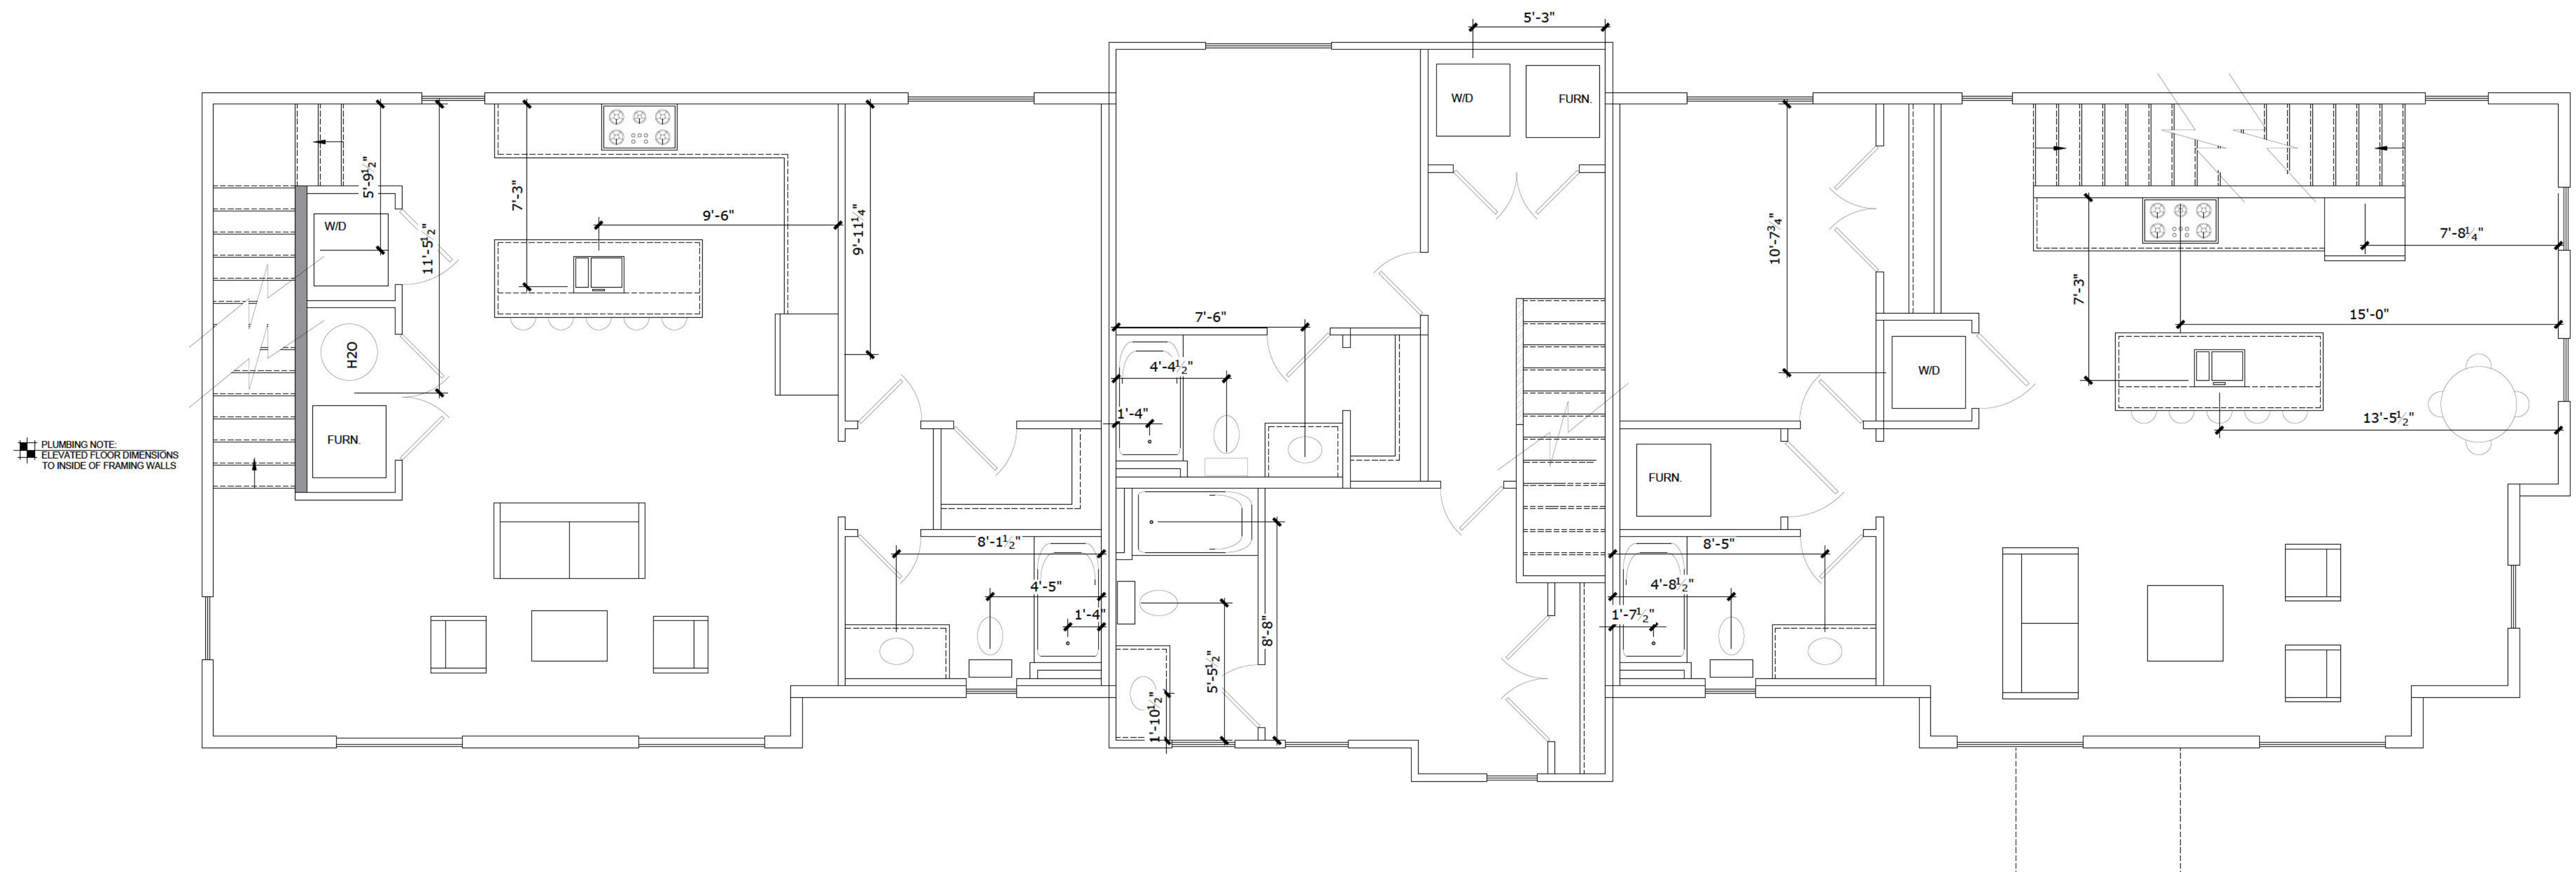 5'-3"
W/D
FURN.
5'-9½"
11'-5½"
7'-3"
9'-6"
9'-11¼"
W/D
H2O
FURN.
10'-7¾"
7'-8¼"
7'-3"
15'-0"
W/D
13'-5½"
7'-6"
4'-4½"
1'-4"
PLUMBING NOTE:
ELEVATED FLOOR DIMENSIONS
TO INSIDE OF FRAMING WALLS
FURN.
8'-1½"
4'-5"
1'-4"
8'-8"
5'-5½"
1'-10½"
8'-5"
4'-8½"
1'-7½"